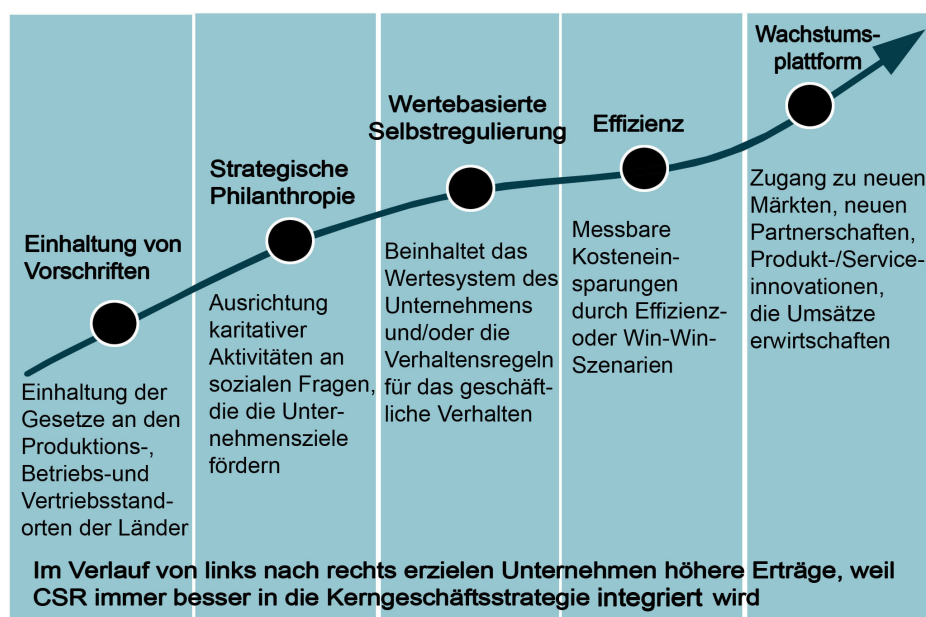 Einhaltung von
Vorschriften
Einhaltung der
Gesetze an den
Produktions-,
Betriebs-und
Vertriebsstand-
orten der Länder
Strategische
Philanthropie
Ausrichtung
karitativer
Aktivitäten an
sozialen Fragen,
die die Unter-
nehmensziele
fördern
Wertebasierte
Selbstregulierung
Beinhaltet das
Wertesystem des
Unternehmens
und/oder die
Verhaltensregeln
für das geschäft-
liche Verhalten
Effizienz
Messbare
Kostenein-
sparungen
durch Effizienz-
oder Win-Win-
Szenarien
Wachstums-
plattform
Zugang zu neuen
Märkten, neuen
Partnerschaften,
Produkt-/Service-
innovationen,
die Umsätze
erwirtschaften
Im Verlauf von links nach rechts erzielen Unternehmen höhere Erträge, weil
CSR immer besser in die Kerngeschäftsstrategie integriert wird